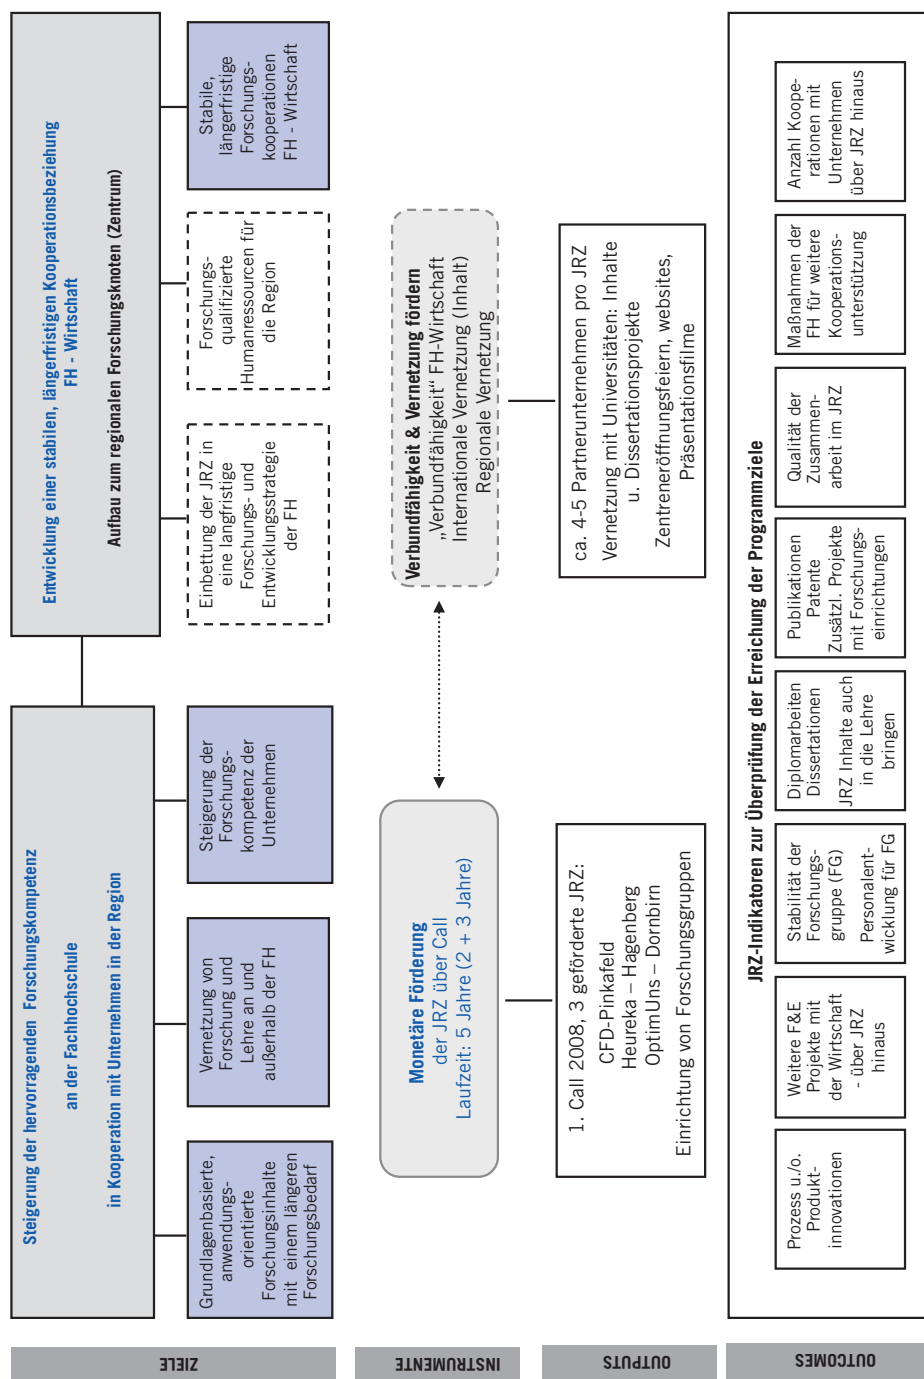 ZIELE
Steigerung der hervorragenden Forschungskompetenz
an der Fachhochschule
in Kooperation mit Unternehmen in der Region
Entwicklung einer stabilen, längerfristigen Kooperationsbeziehung
FH - Wirtschaft
Aufbau zum regionalen Forschungsknoten (Zentrum)
Grundlagenbasierte,
anwendungs-
orientierte
Forschungsinhalte
mit einem längeren
Forschungsbedarf
Vernetzung von
Forschung und
Lehre an und
außerhalb der FH
Steigerung der
Forschungs-
kompetenz der
Unternehmen
Einbettung der JRZ in
eine langfristige
Forschungs- und
Entwicklungsstrategie
der FH
Forschungs-
qualifizierte
Humanressourcen für
die Region
Stabile,
längerfristige
Forschungs-
kooperationen
FH - Wirtschaft
INSTRUMENTE
Monetäre Förderung
der JRZ über Call
Laufzeit: 5 Jahre (2 + 3 Jahre)
Verbundfähigkeit & Vernetzung fördern
„Verbundfähigkeit“ FH-Wirtschaft
Internationale Vernetzung (Inhalt)
Regionale Vernetzung
OUTPUTS
1. Call 2008, 3 geförderte JRZ:
CFD-Pinkafeld
Heureka – Hagenberg
OptimUns – Dornbirn
Einrichtung von Forschungsgruppen
ca. 4-5 Partnerunternehmen pro JRZ
Vernetzung mit Universitäten: Inhalte
u. Dissertationsprojekte
Zentreneröffnungsfeiern, websites,
Präsentationsfilme
OUTCOMES
JRZ-Indikatoren zur Überprüfung der Erreichung der Programmziele
Prozess u./o.
Produkt-
innovationen
Weitere F&E
Projekte mit
der Wirtschaft
- über JRZ
hinaus
Stabilität der
Forschungs-
gruppe (FG)
Personalent-
wicklung für FG
Diplomarbeiten
Dissertationen
JRZ Inhalte auch
in die Lehre
bringen
Publikationen
Patente
Zusätzl. Projekte
mit Forschungs-
einrichtungen
Qualität der
Zusammen-
arbeit im JRZ
Maßnahmen der
FH für weitere
Kooperations-
unterstützung
Anzahl Koope-
rationen mit
Unternehmen
über JRZ hinaus